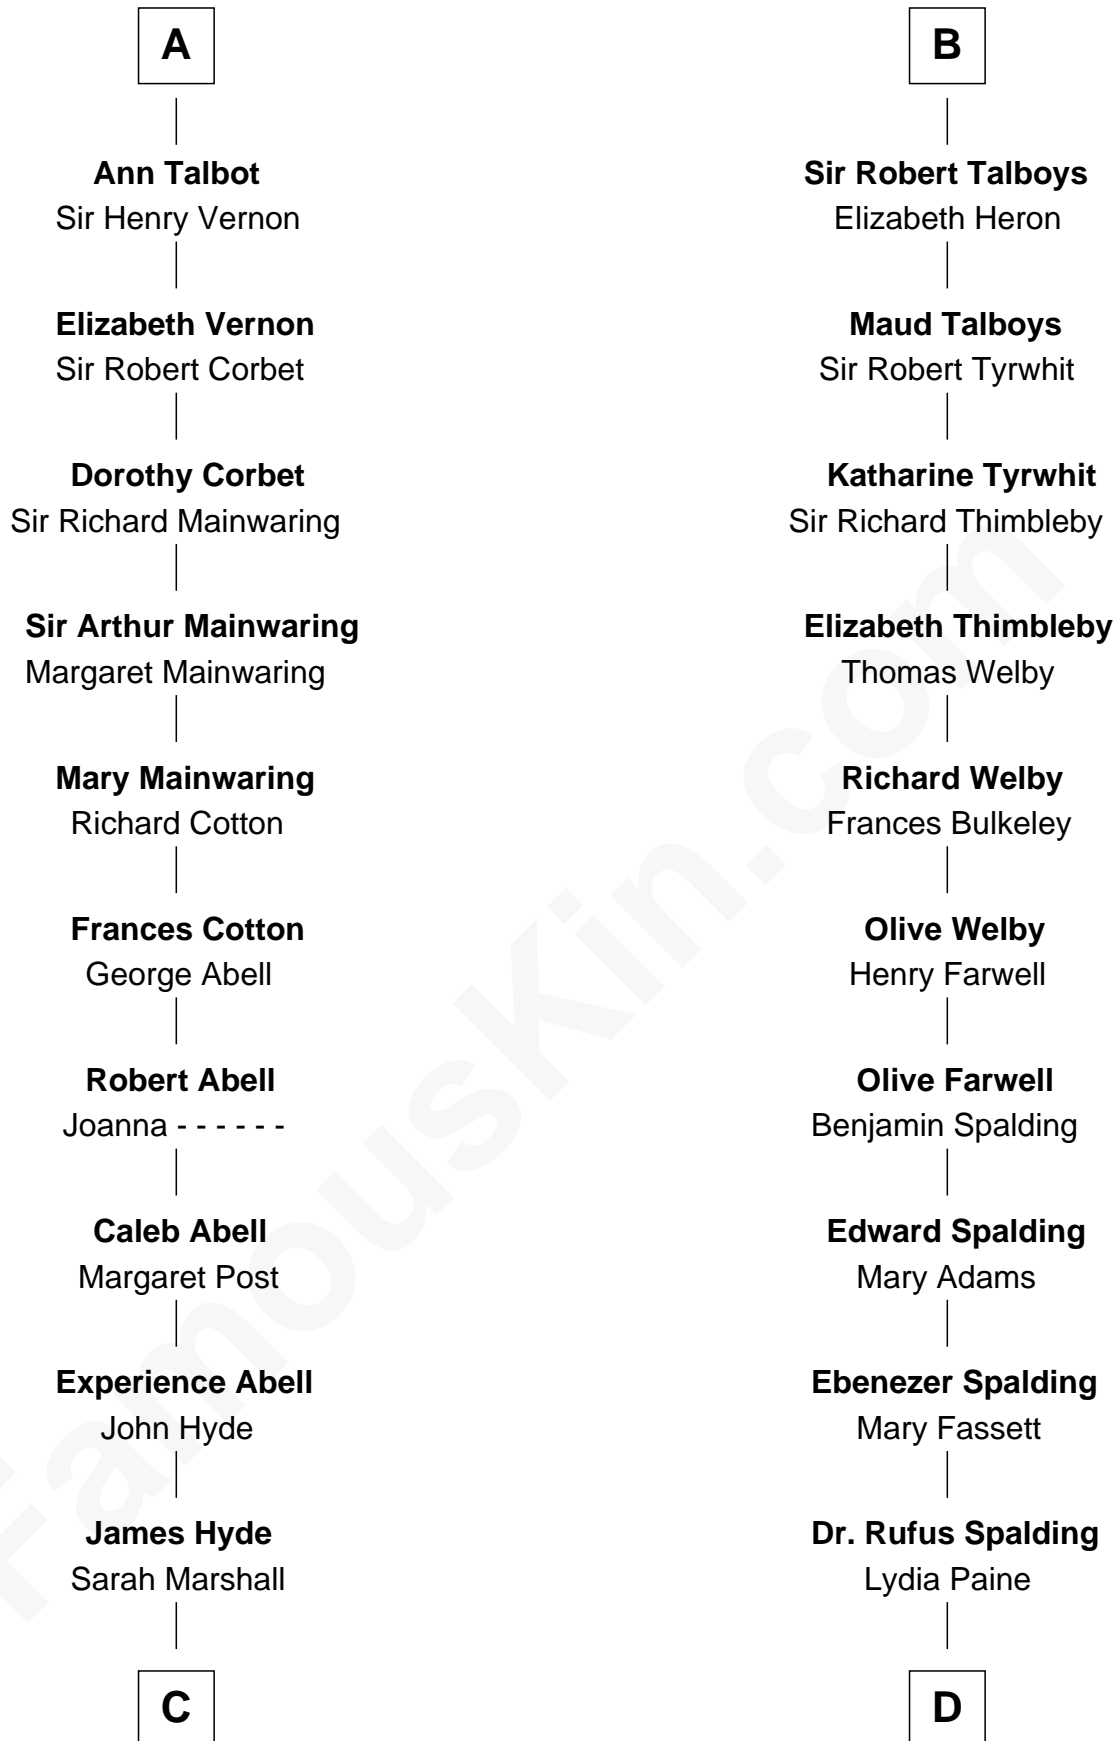 A
Ann Talbot
Sir Henry Vernon
Elizabeth Vernon
Sir Robert Corbet
Dorothy Corbet
Sir Richard Mainwaring
Sir Arthur Mainwaring
Margaret Mainwaring
Mary Mainwaring
Richard Cotton
Frances Cotton
George Abell
Robert Abell
Joanna - - - - - -
Caleb Abell
Margaret Post
Experience Abell
John Hyde
James Hyde
Sarah Marshall
C
B
Sir Robert Talboys
Elizabeth Heron
Maud Talboys
Sir Robert Tyrwhit
Katharine Tyrwhit
Sir Richard Thimbleby
Elizabeth Thimbleby
Thomas Welby
Richard Welby
Frances Bulkeley
Olive Welby
Henry Farwell
Olive Farwell
Benjamin Spalding
Edward Spalding
Mary Adams
Ebenezer Spalding
Mary Fassett
Dr. Rufus Spalding
Lydia Paine
D
FamousKin.com